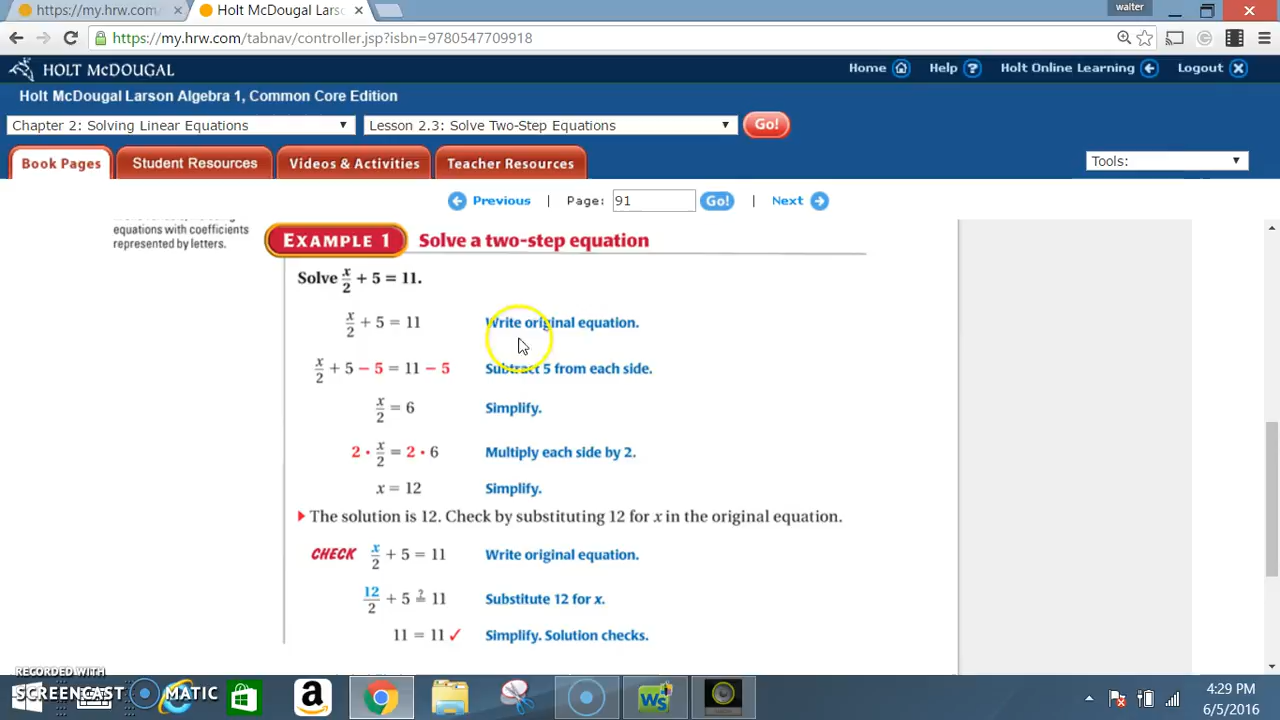 https://my.hrw.com/tabnav/
Holt McDougal Larso
walter
https://my.hrw.com/tabnav/controller.jsp?isbn=9780547709918
HOLT MCDOUGAL
Home
Help ?
Holt Online Learning
Logout
Holt McDougal Larson Algebra 1, Common Core Edition
Chapter 2: Solving Linear Equations
Lesson 2.3: Solve Two-Step Equations
Go!
Book Pages
Student Resources
Videos & Activities
Teacher Resources
Tools:
Previous | Page: 91 Go! | Next
equations with coefficients
represented by letters.
EXAMPLE 1 Solve a two-step equation
Solve x/2 + 5 = 11.
x/2 + 5 = 11 Write original equation.
x/2 + 5 − 5 = 11 − 5 Subtract 5 from each side.
x/2 = 6 Simplify.
2 · x/2 = 2 · 6 Multiply each side by 2.
x = 12 Simplify.
The solution is 12. Check by substituting 12 for x in the original equation.
CHECK x/2 + 5 = 11 Write original equation.
12/2 + 5 ≟ 11 Substitute 12 for x.
11 = 11 ✓ Simplify. Solution checks.
RECORDED WITH
SCREENCAST MATIC
a
WS
4:29 PM
6/5/2016